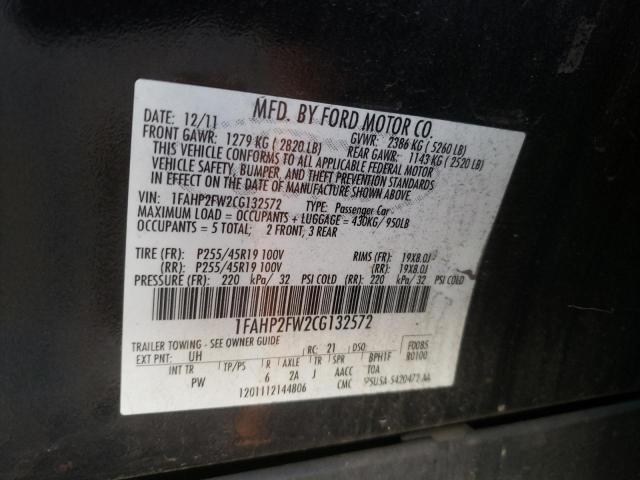 MFD. BY FORD MOTOR CO.
DATE: 12/11 GVWR: 2386 KG ( 5260 LB)
FRONT GAWR: 1279 KG ( 2820 LB) REAR GAWR: 1143 KG ( 2520 LB)
THIS VEHICLE CONFORMS TO ALL APPLICABLE FEDERAL MOTOR
VEHICLE SAFETY, BUMPER, AND THEFT PREVENTION STANDARDS
IN EFFECT ON THE DATE OF MANUFACTURE SHOWN ABOVE.
VIN: 1FAHP2FW2CG132572 TYPE: Passenger Car
MAXIMUM LOAD = OCCUPANTS + LUGGAGE = 430KG/ 950LB
OCCUPANTS = 5 TOTAL; 2 FRONT, 3 REAR
TIRE (FR): P255/45R19 100V RIMS (FR): 19X8.0J
(RR): P255/45R19 100V (RR): 19X8.0J
PRESSURE (FR): 220 kPa/ 32 PSI COLD (RR): 220 kPa/ 32 PSI COLD
1FAHP2FW2CG132572
TRAILER TOWING - SEE OWNER GUIDE F0085
EXT PNT: UH RC: 21 DSO: R0100
INT TR TYP/PS R AXLE TR SPR BPH1F
PW 6 2A J AACC TOA
1201112144B06 CMC